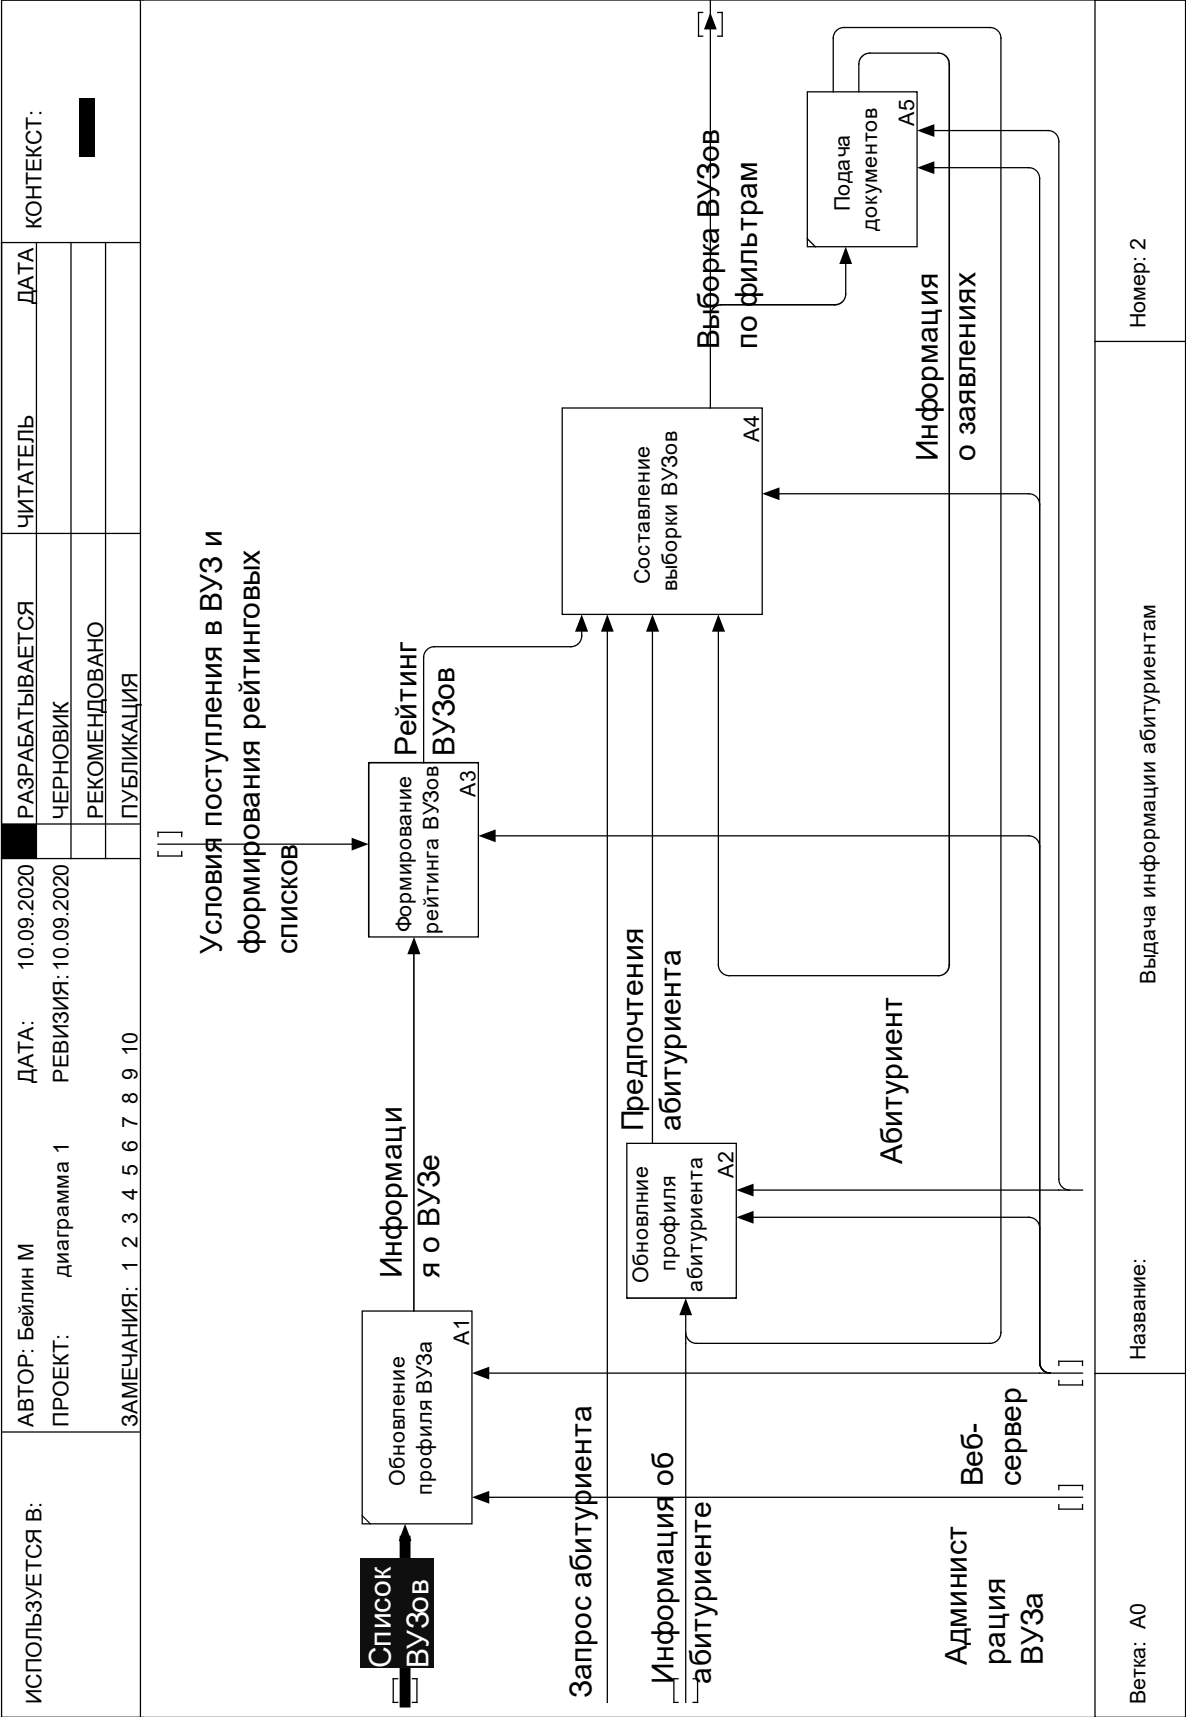 ИСПОЛЬЗУЕТСЯ В:
АВТОР: Бейлин М
ДАТА: 10.09.2020
ПРОЕКТ: диаграмма 1
РЕВИЗИЯ: 10.09.2020
ЗАМЕЧАНИЯ: 1 2 3 4 5 6 7 8 9 10
РАЗРАБАТЫВАЕТСЯ
ЧЕРНОВИК
РЕКОМЕНДОВАНО
ПУБЛИКАЦИЯ
ЧИТАТЕЛЬ
ДАТА
КОНТЕКСТ:
Условия поступления в ВУЗ и
формирования рейтинговых
списков
Список
ВУЗов
Обновление
профиля ВУЗа
A1
Информаци
я о ВУЗе
Формирование
рейтинга ВУЗов
A3
Рейтинг
ВУЗов
Запрос абитуриента
Информация об
абитуриенте
Обновлние
профиля
абитуриента
A2
Предпочтения
абитуриента
Составление
выборки ВУЗов
A4
Выборка ВУЗов
по фильтрам
Подача
документов
A5
Информация
о заявлениях
Абитуриент
Веб-
сервер
Админист
рация
ВУЗа
Ветка: A0
Название:
Выдача информации абитуриентам
Номер: 2